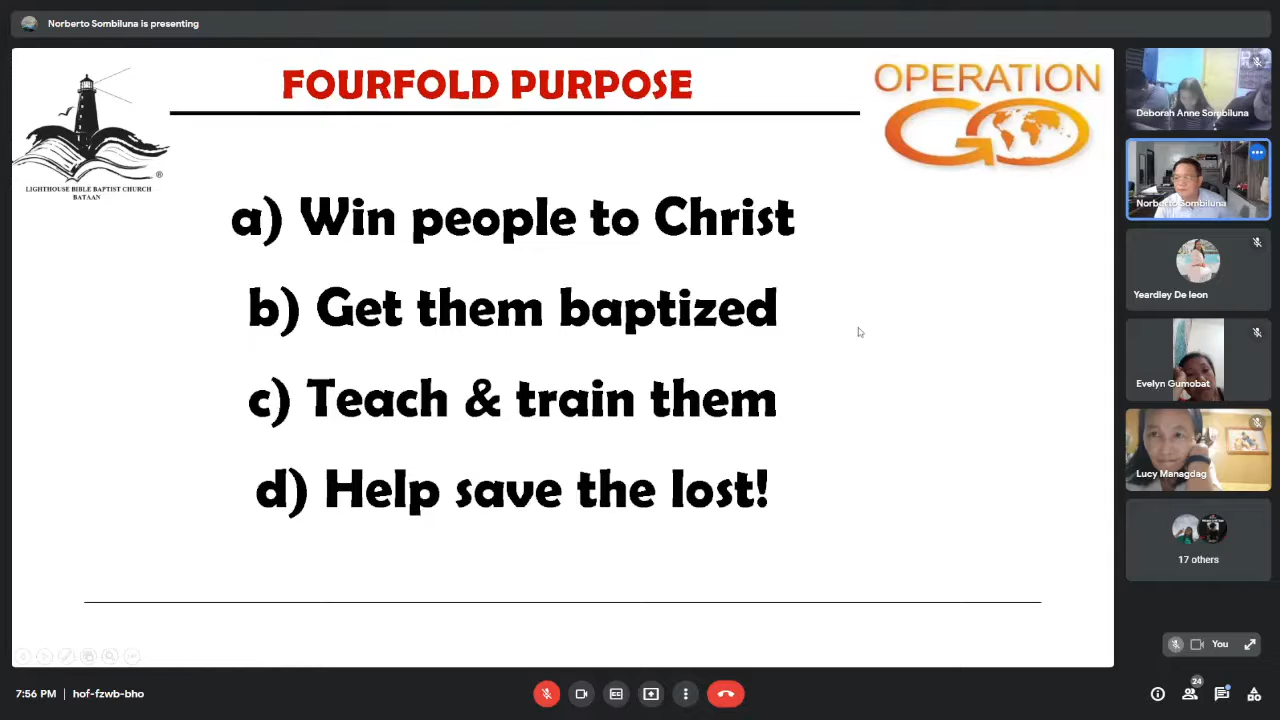 Norberto Sombiluna is presenting
FOURFOLD PURPOSE
OPERATION
GO
LIGHTHOUSE BIBLE BAPTIST CHURCH
BATAAN
®
a) Win people to Christ
b) Get them baptized
c) Teach & train them
d) Help save the lost!
Deborah Anne Sombiluna
Norberto Sombiluna
Yeardley De leon
Evelyn Gumobat
Lucy Managdag
17 others
You
7:56 PM | hof-fzwb-bho
24